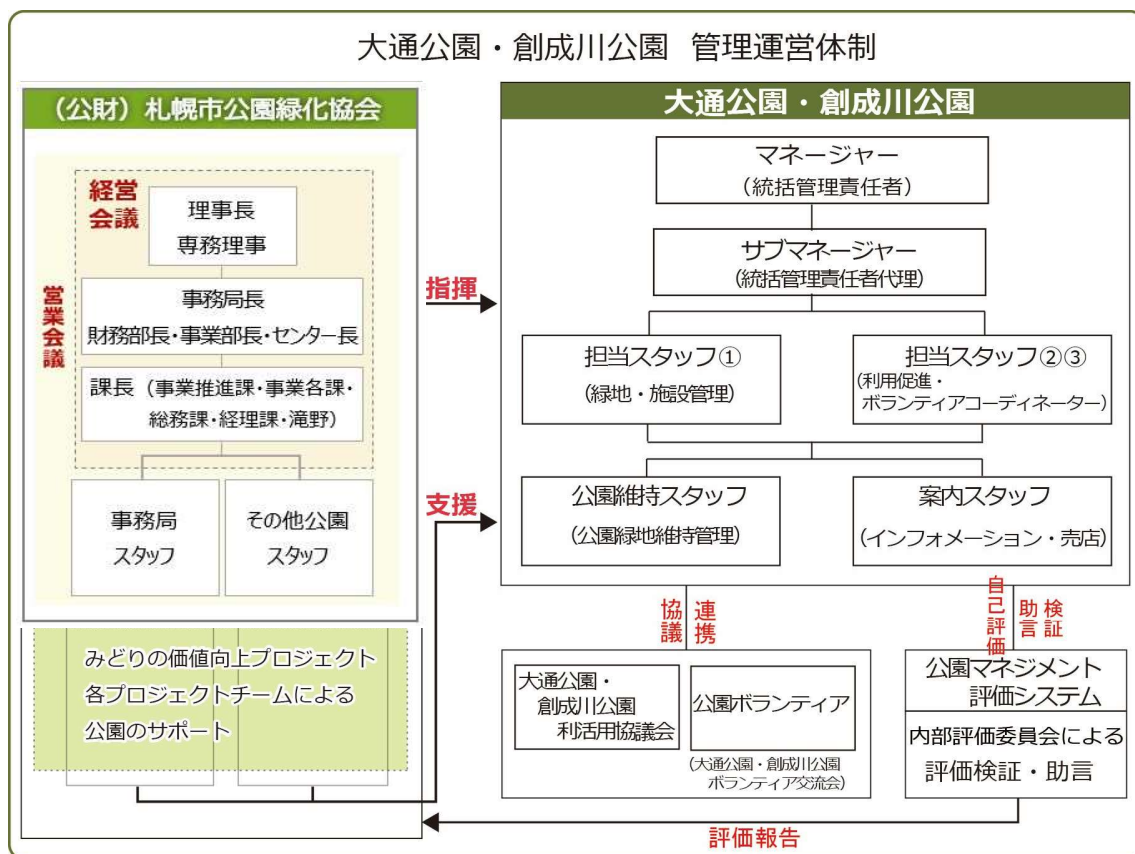 大通公園・創成川公園 管理運営体制
（公財）札幌市公園緑化協会
経営
会議
営業会議
理事長
専務理事
事務局長
財務部長・事業部長・センター長
課長（事業推進課・事業各課・
総務課・経理課・滝野）
事務局
スタッフ
その他公園
スタッフ
みどりの価値向上プロジェクト
各プロジェクトチームによる
公園のサポート
指揮
支援
大通公園・創成川公園
マネージャー
（統括管理責任者）
サブマネージャー
（統括管理責任者代理）
担当スタッフ①
（緑地・施設管理）
担当スタッフ②③
（利用促進・
ボランティアコーディネーター）
公園維持スタッフ
（公園緑地維持管理）
案内スタッフ
（インフォメーション・売店）
協議
連携
自己評価
助言
検証
大通公園・
創成川公園
利活用協議会
公園ボランティア
（大通公園・創成川公園
ボランティア交流会）
公園マネジメント
評価システム
内部評価委員会による
評価検証・助言
評価報告